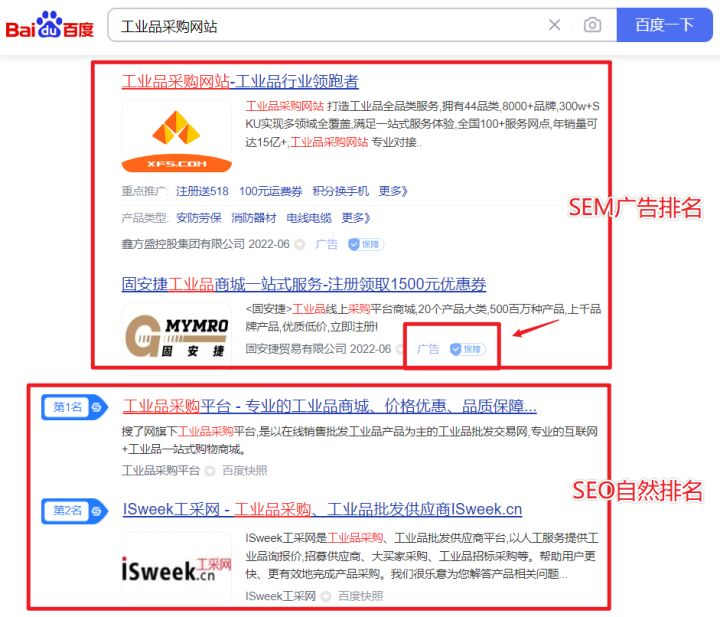 Bai du 百度
工业品采购网站
百度一下
工业品采购网站-工业品行业领跑者
工业品采购网站 打造工业品全品类服务,拥有44品类,8000+品牌,300w+S
KU实现多领域全覆盖,满足一站式服务体验,全国100+服务网点,年销量可
达15亿+,工业品采购网站 专业对接..
XFS.COM
重点推广: 注册送518 100元运费券 积分换手机 更多》
产品类型: 安防劳保 消防器材 电线电缆 更多》
SEM广告排名
鑫方盛控股集团有限公司 2022-06 广告 保障
固安捷工业品商城一站式服务-注册领取1500元优惠券
<固安捷>工业品线上采购平台商城,20个产品大类,500百万种产品,上千品
牌产品,优质低价,立即注册!
MYMRO
固安捷
固安捷贸易有限公司 2022-06 广告 保障
第1名
工业品采购平台 - 专业的工业品商城、价格优惠、品质保障...
搜了网旗下工业品采购平台,是以在线销售批发工业品产品为主的工业品批发交易网,专业的互联网
+工业品一站式购物商城。
工业品采购平台 百度快照
SEO自然排名
第2名
ISweek工采网 - 工业品采购、工业品批发供应商ISweek.cn
ISweek工采网是工业品采购、工业品批发供应商平台,以人工服务提供工
业品询报价,招募供应商、大买家采购、工业品招标采购等。帮助用户更
快、更有效地完成产品采购。我们很乐意为您解答产品相关问题...
iSweek工采网.cn
ISweek工采网 百度快照